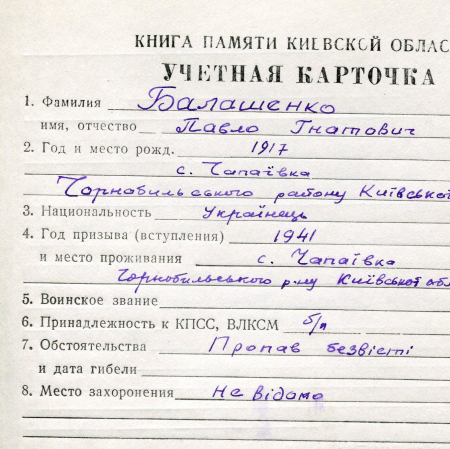 КНИГА ПАМЯТИ КИЕВСКОЙ ОБЛАС
УЧЕТНАЯ КАРТОЧКА
1. Фамилия Балашенко
имя, отчество Павло Гнатович
2. Год и место рожд. 1917
с. Чапаївка
Чорнобильського району Київської
3. Национальность Українець
4. Год призыва (вступления) 1941
и место проживания с. Чапаївка
Чорнобильського р-ну Київської обл
5. Воинское звание
6. Принадлежность к КПСС, ВЛКСМ б/п
7. Обстоятельства Пропав безвісті
и дата гибели
8. Место захоронения Не відомо